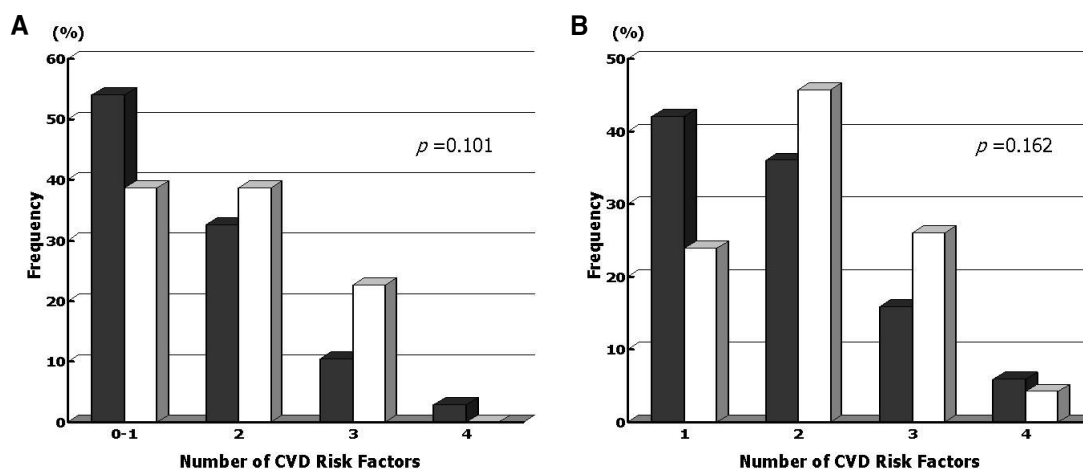 A
(%)
60
50
40
30
20
10
0
Frequency
p =0.101
0-1 2 3 4
Number of CVD Risk Factors
B
(%)
50
40
30
20
10
0
Frequency
p =0.162
1 2 3 4
Number of CVD Risk Factors